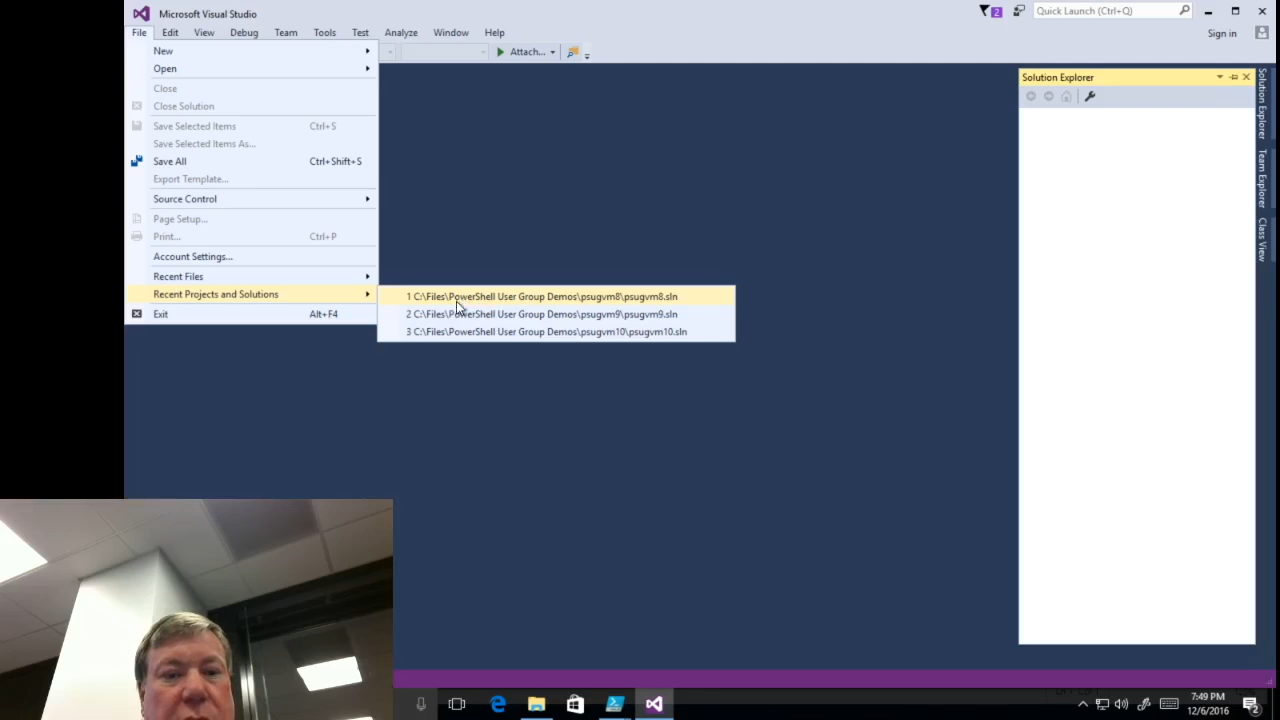 Microsoft Visual Studio
2
Quick Launch (Ctrl+Q)
File Edit View Debug Team Tools Test Analyze Window Help
Sign in
Attach...
New
Open
Close
Close Solution
Save Selected Items Ctrl+S
Save Selected Items As...
Save All Ctrl+Shift+S
Export Template...
Source Control
Page Setup...
Print... Ctrl+P
Account Settings...
Recent Files
Recent Projects and Solutions
Exit Alt+F4
1 C:\Files\PowerShell User Group Demos\psugvm8\psugvm8.sln
2 C:\Files\PowerShell User Group Demos\psugvm9\psugvm9.sln
3 C:\Files\PowerShell User Group Demos\psugvm10\psugvm10.sln
Solution Explorer
Solution Explorer
Team Explorer
Class View
7:49 PM
12/6/2016
2